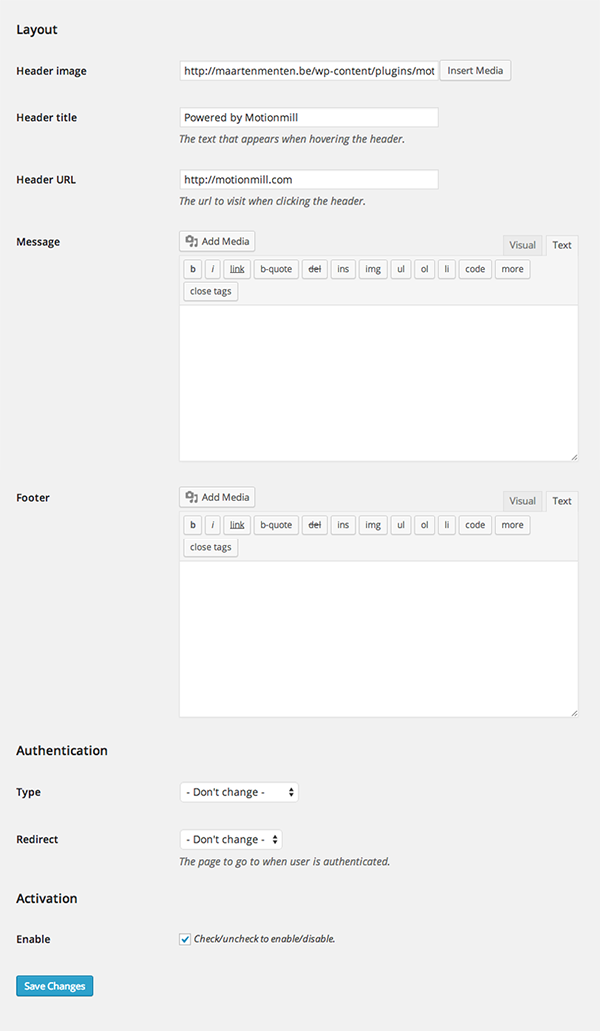 Layout
Header image http://maartenmenten.be/wp-content/plugins/mot Insert Media
Header title Powered by Motionmill
The text that appears when hovering the header.
Header URL http://motionmill.com
The url to visit when clicking the header.
Message Add Media Visual Text
b i link b-quote del ins img ul ol li code more
close tags
Footer Add Media Visual Text
b i link b-quote del ins img ul ol li code more
close tags
Authentication
Type - Don't change -
Redirect - Don't change -
The page to go to when user is authenticated.
Activation
Enable Check/uncheck to enable/disable.
Save Changes